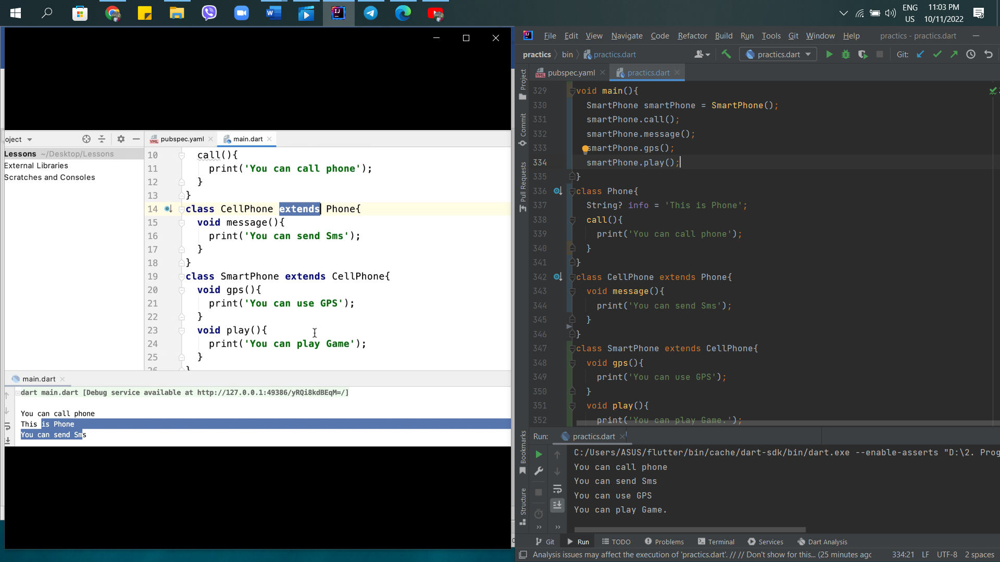 ENG
US
11:03 PM
10/11/2022
oject
pubspec.yaml
main.dart
Lessons ~/Desktop/Lessons
External Libraries
Scratches and Consoles
10 call(){
11 print('You can call phone');
12 }
13 }
14 class CellPhone extends Phone{
15 void message(){
16 print('You can send Sms');
17 }
18 }
19 class SmartPhone extends CellPhone{
20 void gps(){
21 print('You can use GPS');
22 }
23 void play(){
24 print('You can play Game');
25 }
26 }
main.dart
dart main.dart [Debug service available at http://127.0.0.1:49386/yRQi8kdBEqM=/]
You can call phone
This is Phone
You can send Sms
File Edit View Navigate Code Refactor Build Run Tools Git Window Help practics - practics.dart
practics bin practics.dart
practics.dart
Git:
pubspec.yaml
practics.dart
Project
Commit
Pull Requests
Bookmarks
Structure
329 void main(){
330 SmartPhone smartPhone = SmartPhone();
331 smartPhone.call();
332 smartPhone.message();
333 smartPhone.gps();
334 smartPhone.play();
335 }
336 class Phone{
337 String? info = 'This is Phone';
338 call(){
339 print('You can call phone');
340 }
341 }
342 class CellPhone extends Phone{
343 void message(){
344 print('You can send Sms');
345 }
346 }
347 class SmartPhone extends CellPhone{
348 void gps(){
349 print('You can use GPS');
350 }
351 void play(){
352 print('You can play Game.');
Run: practics.dart
C:/Users/ASUS/flutter/bin/cache/dart-sdk/bin/dart.exe --enable-asserts "D:\2. Prog
You can call phone
You can send Sms
You can use GPS
You can play Game.
Git Run TODO Problems Terminal Services Dart Analysis
Analysis issues may affect the execution of 'practics.dart'. // // Don't show for this... (25 minutes agc
334:21 LF UTF-8 2 spaces